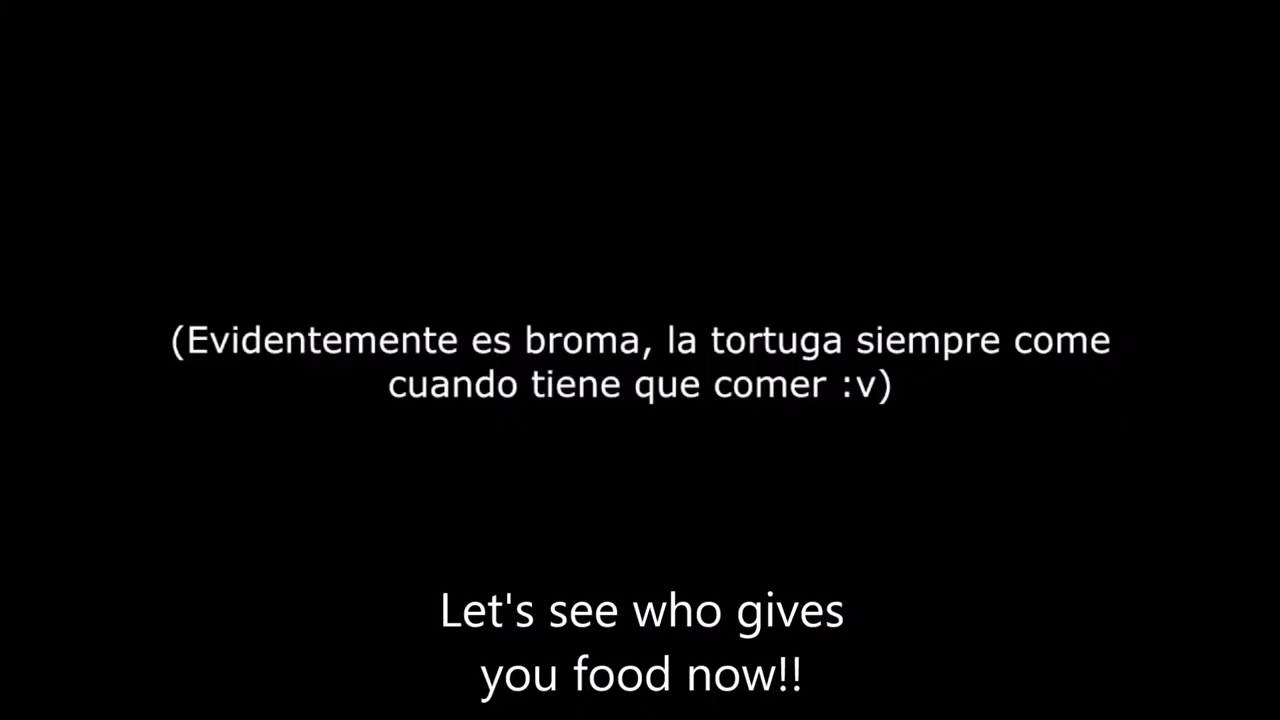 (Evidentemente es broma, la tortuga siempre come
cuando tiene que comer :v)
Let's see who gives
you food now!!